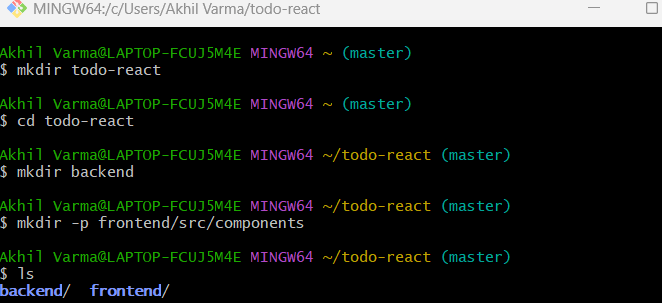 MINGW64:/c/Users/Akhil Varma/todo-react
Akhil Varma@LAPTOP-FCUJ5M4E MINGW64 ~ (master)
$ mkdir todo-react
Akhil Varma@LAPTOP-FCUJ5M4E MINGW64 ~ (master)
$ cd todo-react
Akhil Varma@LAPTOP-FCUJ5M4E MINGW64 ~/todo-react (master)
$ mkdir backend
Akhil Varma@LAPTOP-FCUJ5M4E MINGW64 ~/todo-react (master)
$ mkdir -p frontend/src/components
Akhil Varma@LAPTOP-FCUJ5M4E MINGW64 ~/todo-react (master)
$ ls
backend/  frontend/